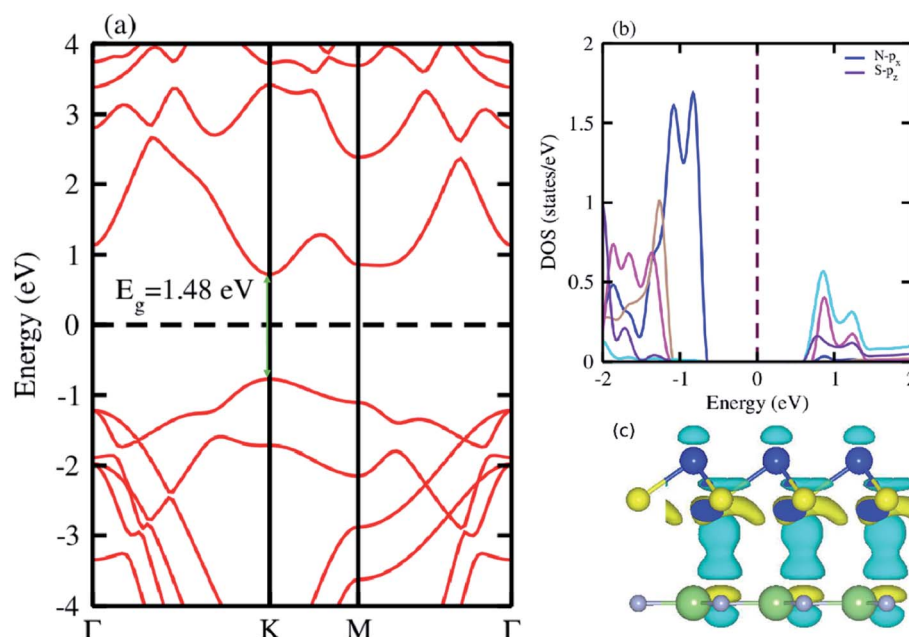 (a)
4
3
2
1
0
-1
-2
-3
-4
Energy (eV)
E_g=1.48 eV
Γ K M Γ
(b)
2
1.5
1
0.5
0
DOS (states/eV)
N-p_x
S-p_z
-2 -1 0 1 2
Energy (eV)
(c)